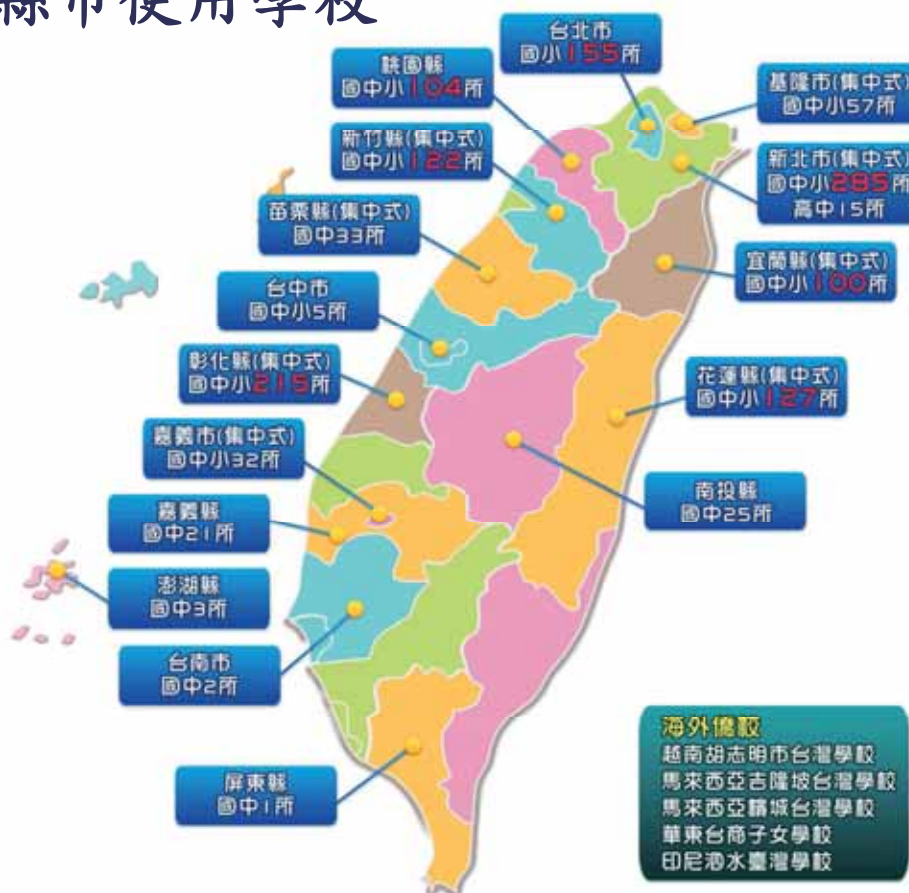 縣市使用學校
台北市
國小155所
桃園縣
國中小104所
基隆市(集中式)
國中小57所
新竹縣(集中式)
國中小122所
新北市(集中式)
國中小285所
高中15所
苗栗縣(集中式)
國中33所
宜蘭縣(集中式)
國中小100所
台中市
國中小5所
彰化縣(集中式)
國中小215所
花蓮縣(集中式)
國中小127所
嘉義市(集中式)
國中小32所
南投縣
國中25所
嘉義縣
國中21所
澎湖縣
國中3所
台南市
國中2所
屏東縣
國中1所
海外僑校
越南胡志明市台灣學校
馬來西亞吉隆坡台灣學校
馬來西亞檳城台灣學校
華東台商子女學校
印尼泗水臺灣學校